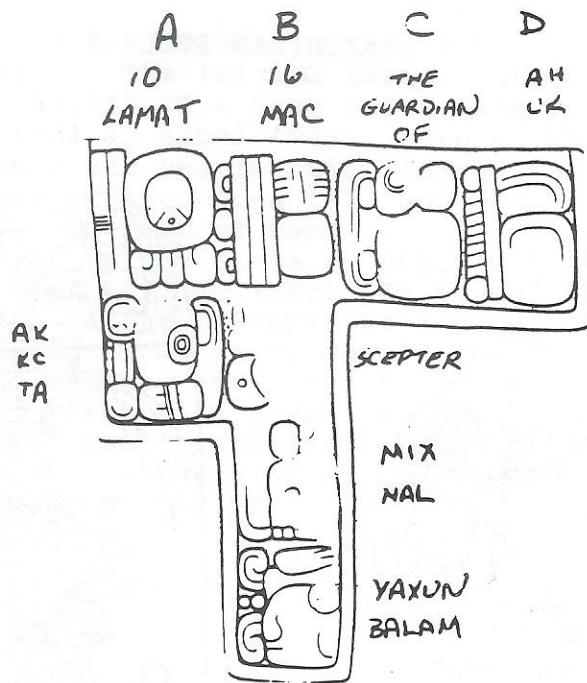 A B C D
10 LAMAT
16 MAC
THE GUARDIAN OF
AH UK
AK
KC
TA
SCEPTER
MIX
NAL
YAXUN
BALAM